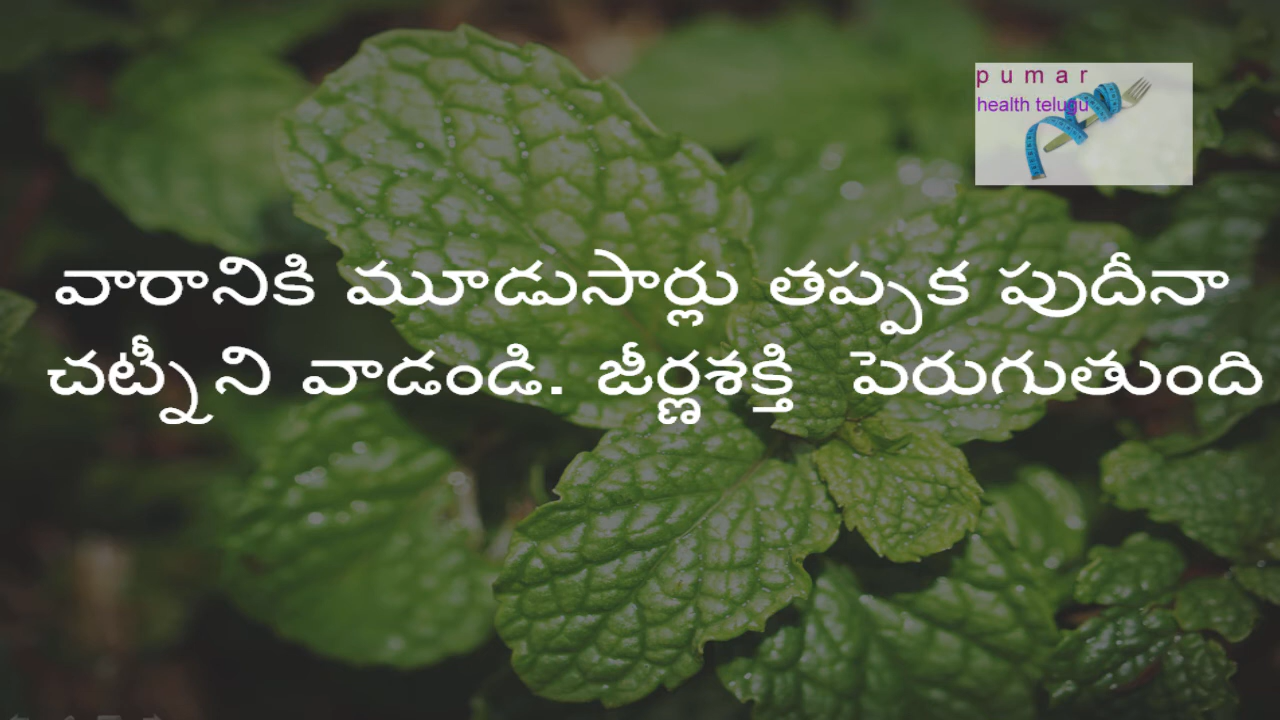 pumar
health telugu
వారానికి మూడుసార్లు తప్పక పుదీనా
చట్నీని వాడండి. జీర్ణశక్తి పెరుగుతుంది